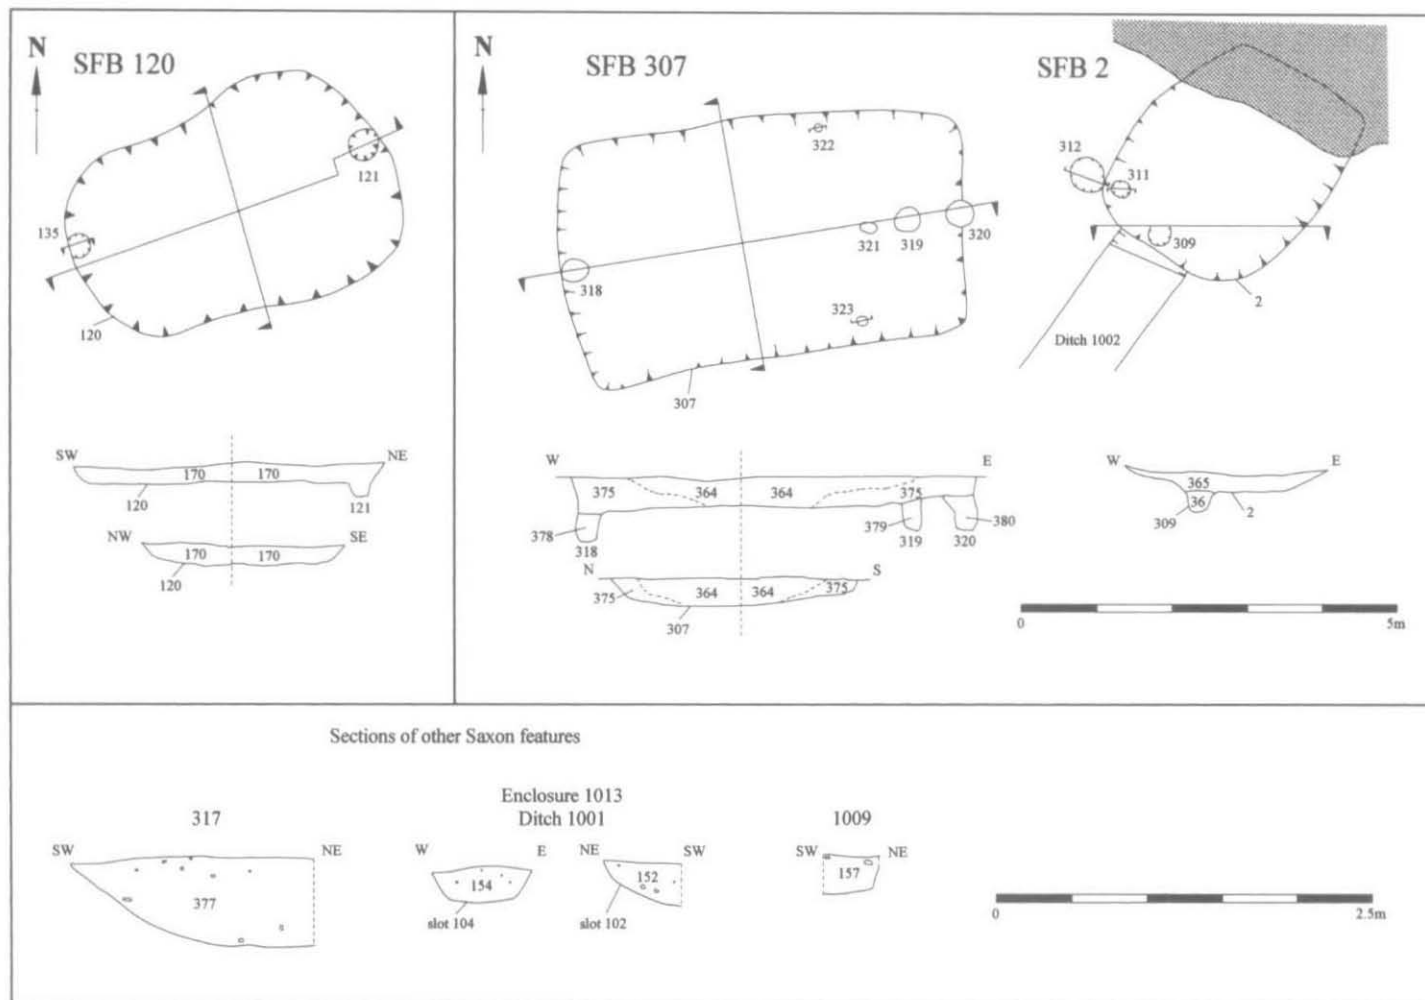 N
SFB 120
121
135
120
SW
NE
170
170
120
121
NW
SE
170
170
120
N
SFB 307
322
321
319
320
318
323
307
W
E
375
364
364
375
378
318
379
319
320
380
N
S
375
364
364
375
307
SFB 2
312
311
309
2
Ditch 1002
W
E
365
36
309
2
0
5m
Sections of other Saxon features
317
SW
NE
377
Enclosure 1013
Ditch 1001
W
E
154
slot 104
NE
SW
152
slot 102
1009
SW
NE
157
0
2.5m